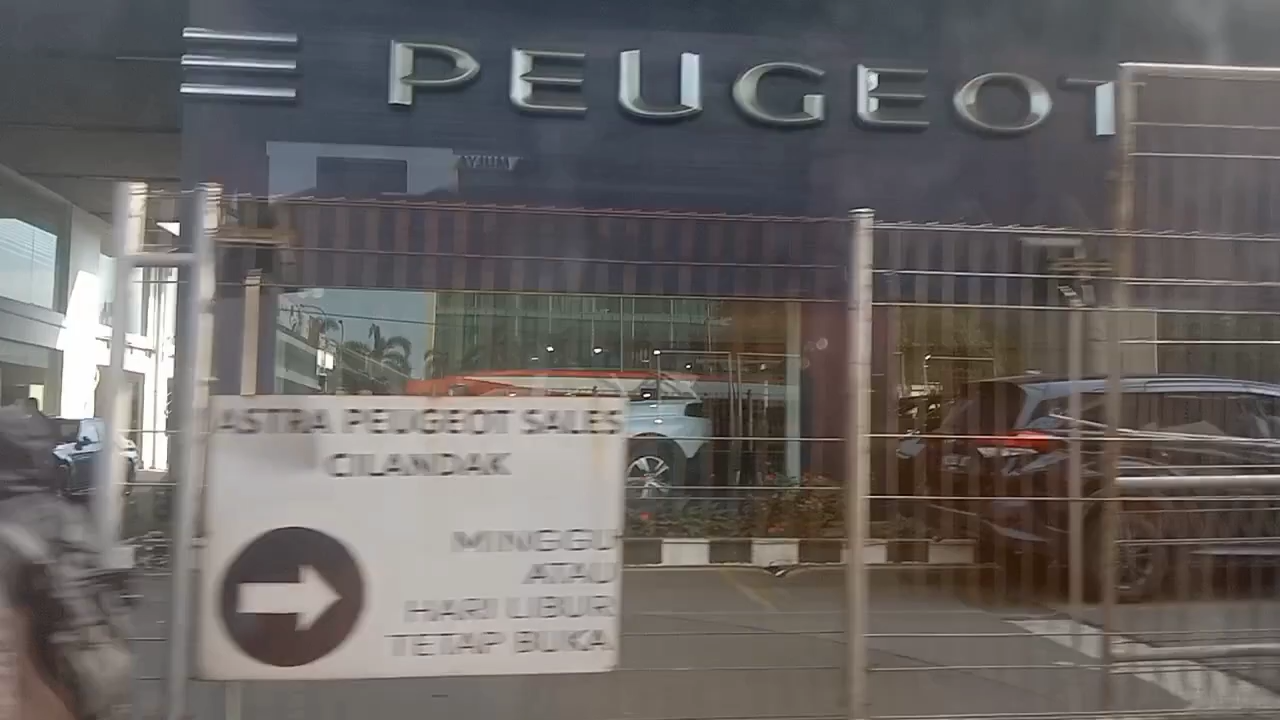 PEUGEOT
ASTRA PEUGEOT SALES
CILANDAK
MINGGU
ATAU
HARI LIBUR
TETAP BUKA